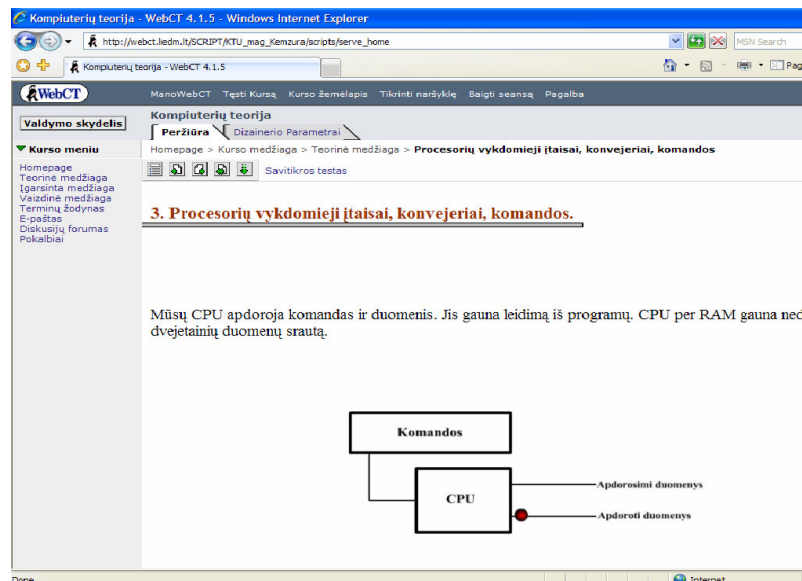 Kompiuterių teorija - WebCT 4.1.5 - Windows Internet Explorer
http://webct.liedm.lt/SCRIPT/KTU_mag_Kemzura/scripts/serve_home
MSN Search
Kompiuterių teorija - WebCT 4.1.5
Pag
WebCT
ManoWebCT Tęsti Kursą Kurso žemėlapis Tikrinti naršyklę Baigti seansą Pagalba
Valdymo skydelis
Kompiuterių teorija
Peržiūra Dizainerio Parametrai
Kurso meniu
Homepage > Kurso medžiaga > Teorinė medžiaga > Procesorių vykdomieji įtaisai, konvejeriai, komandos
Homepage
Teorinė medžiaga
Įgarsinta medžiaga
Vaizdinė medžiaga
Terminų žodynas
E-paštas
Diskusijų forumas
Pokalbiai
Savitikros testas
3. Procesorių vykdomieji įtaisai, konvejeriai, komandos.
Mūsų CPU apdoroja komandas ir duomenis. Jis gauna leidimą iš programų. CPU per RAM gauna ned
dvejetainių duomenų srautą.
Komandos
CPU
Apdorosimi duomenys
Apdoroti duomenys
Done
Internet